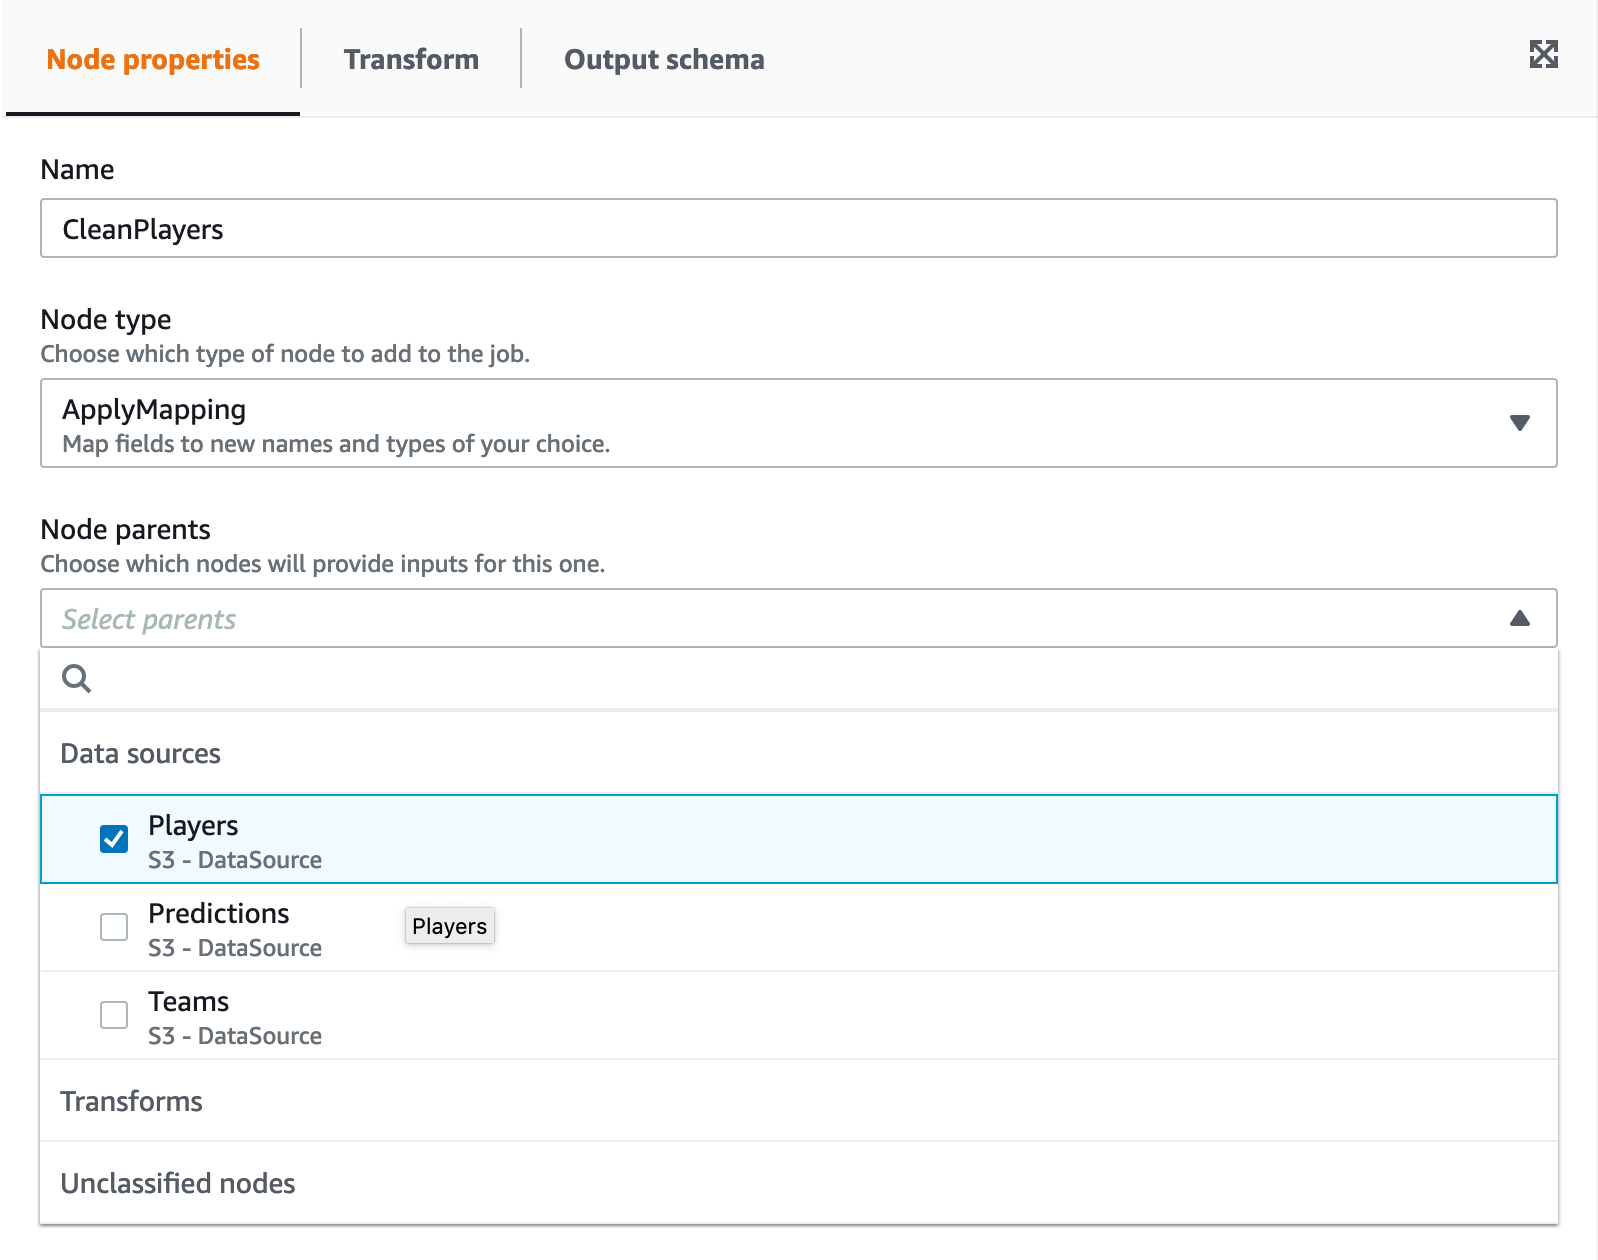 Node properties
Transform
Output schema
Name
CleanPlayers
Node type
Choose which type of node to add to the job.
ApplyMapping
Map fields to new names and types of your choice.
Node parents
Choose which nodes will provide inputs for this one.
Select parents
Data sources
Players
S3 - DataSource
Predictions
Players
S3 - DataSource
Teams
S3 - DataSource
Transforms
Unclassified nodes